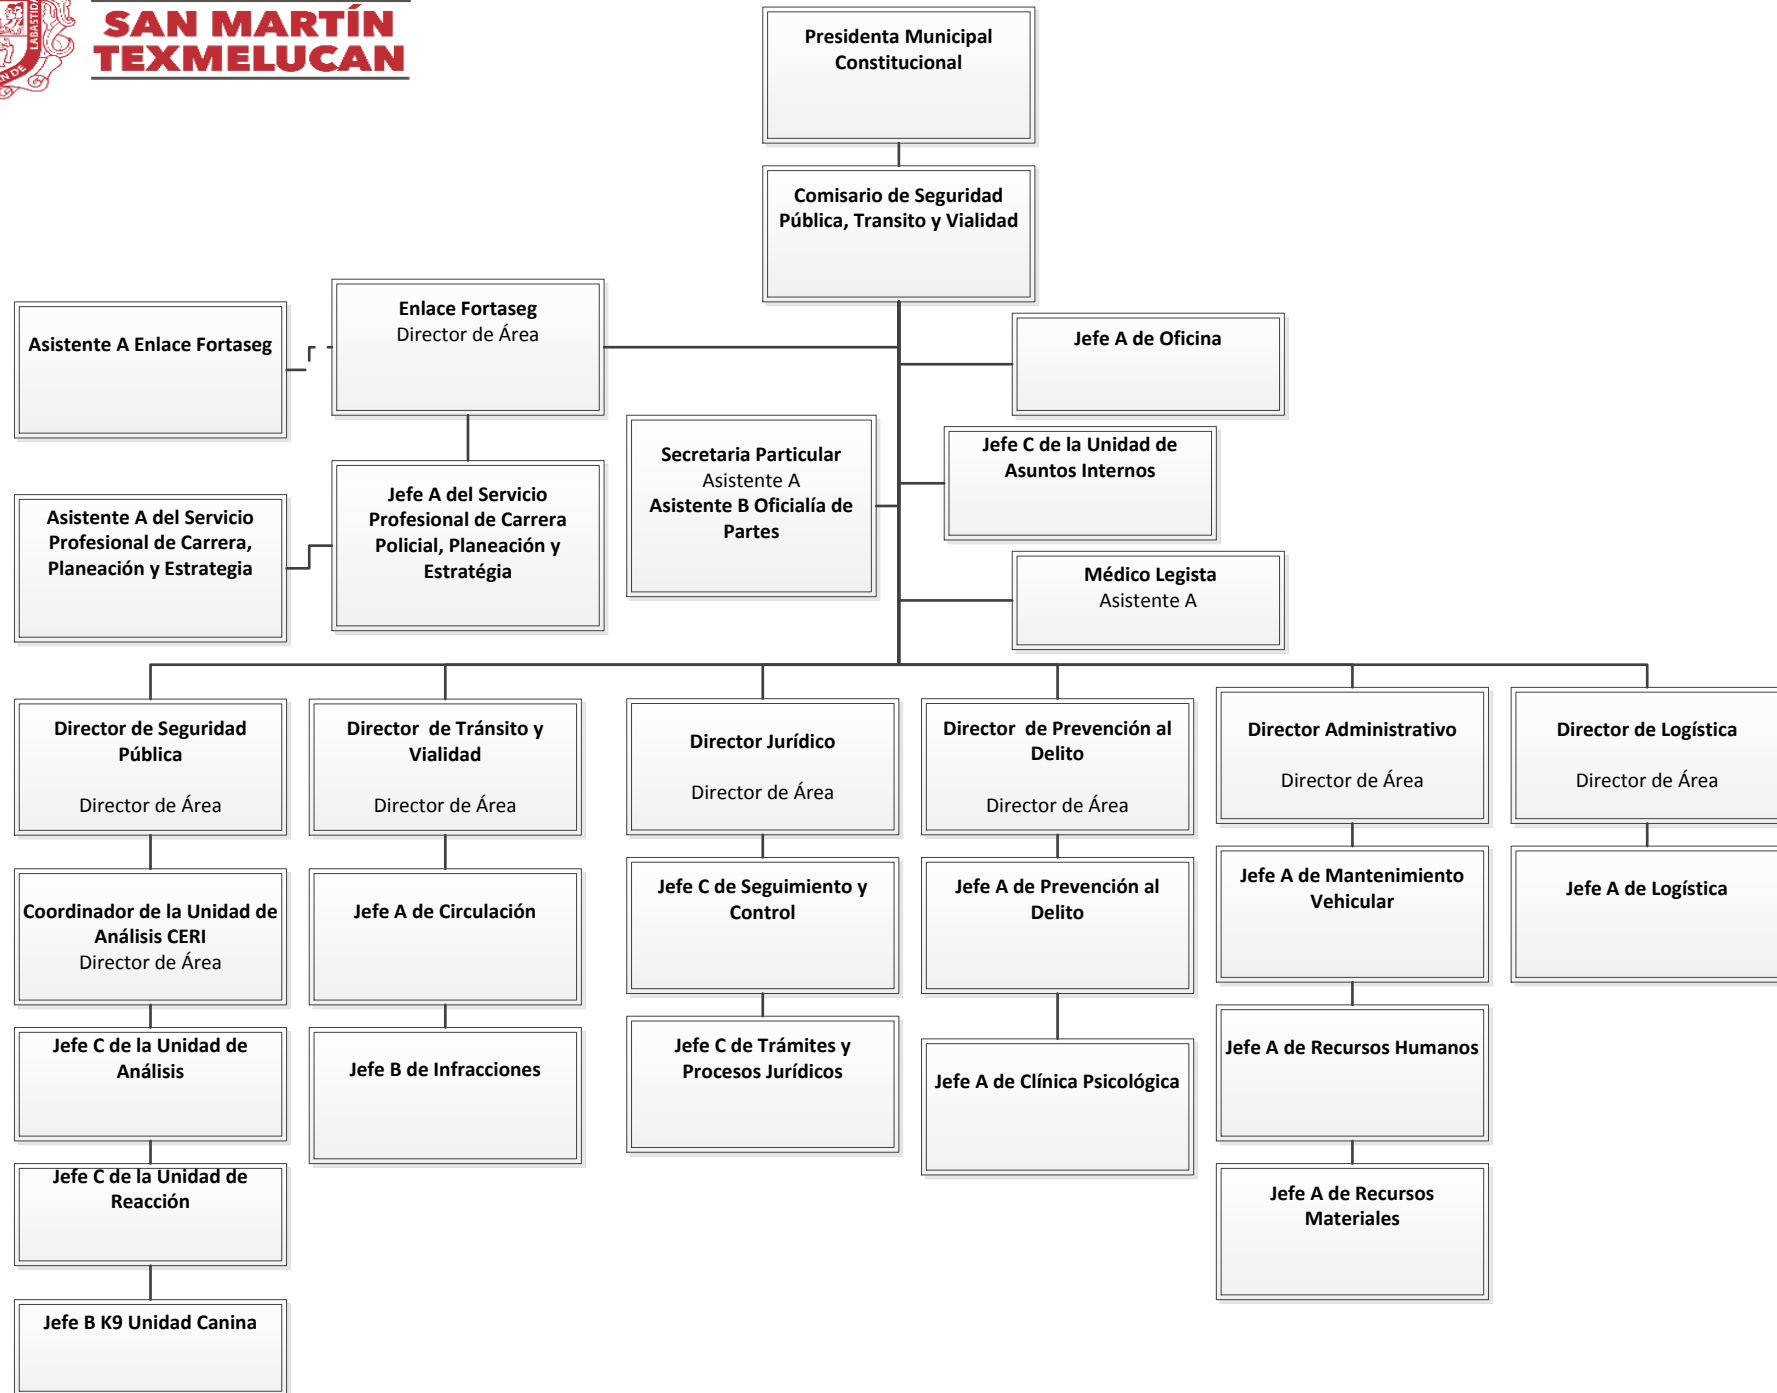 LABASTIDA
N DE
SAN MARTÍN
TEXMELUCAN
Presidenta Municipal
Constitucional
Comisario de Seguridad
Pública, Transito y Vialidad
Enlace Fortaseg
Director de Área
Asistente A Enlace Fortaseg
Jefe A de Oficina
Secretaria Particular
Asistente A
Asistente B Oficialía de
Partes
Jefe C de la Unidad de
Asuntos Internos
Jefe A del Servicio
Profesional de Carrera
Policial, Planeación y
Estratégia
Asistente A del Servicio
Profesional de Carrera,
Planeación y Estrategia
Médico Legista
Asistente A
Director de Seguridad
Pública
Director de Área
Director  de Tránsito y
Vialidad
Director de Área
Director Jurídico
Director de Área
Director  de Prevención al
Delito
Director de Área
Director Administrativo
Director de Área
Director de Logística
Director de Área
Coordinador de la Unidad de
Análisis CERI
Director de Área
Jefe A de Circulación
Jefe C de Seguimiento y
Control
Jefe A de Prevención al
Delito
Jefe A de Mantenimiento
Vehicular
Jefe A de Logística
Jefe C de la Unidad de
Análisis
Jefe B de Infracciones
Jefe C de Trámites y
Procesos Jurídicos
Jefe A de Clínica Psicológica
Jefe A de Recursos Humanos
Jefe C de la Unidad de
Reacción
Jefe A de Recursos
Materiales
Jefe B K9 Unidad Canina